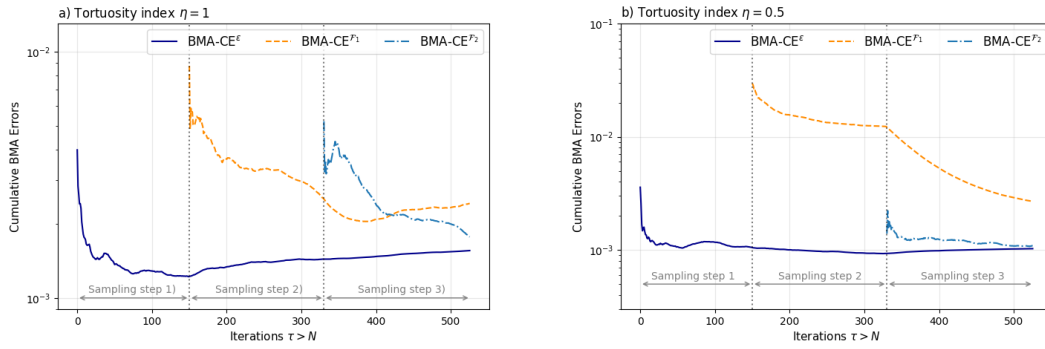 a) Tortuosity index η = 1
BMA-CE^ε BMA-CE^F₁ BMA-CE^F₂
10⁻²
10⁻³
Cumulative BMA Errors
Sampling step 1) Sampling step 2) Sampling step 3)
0 100 200 300 400 500
Iterations τ > N
b) Tortuosity index η = 0.5
BMA-CE^ε BMA-CE^F₁ BMA-CE^F₂
10⁻¹
10⁻²
10⁻³
Cumulative BMA Errors
Sampling step 1 Sampling step 2 Sampling step 3
0 100 200 300 400 500
Iterations τ > N